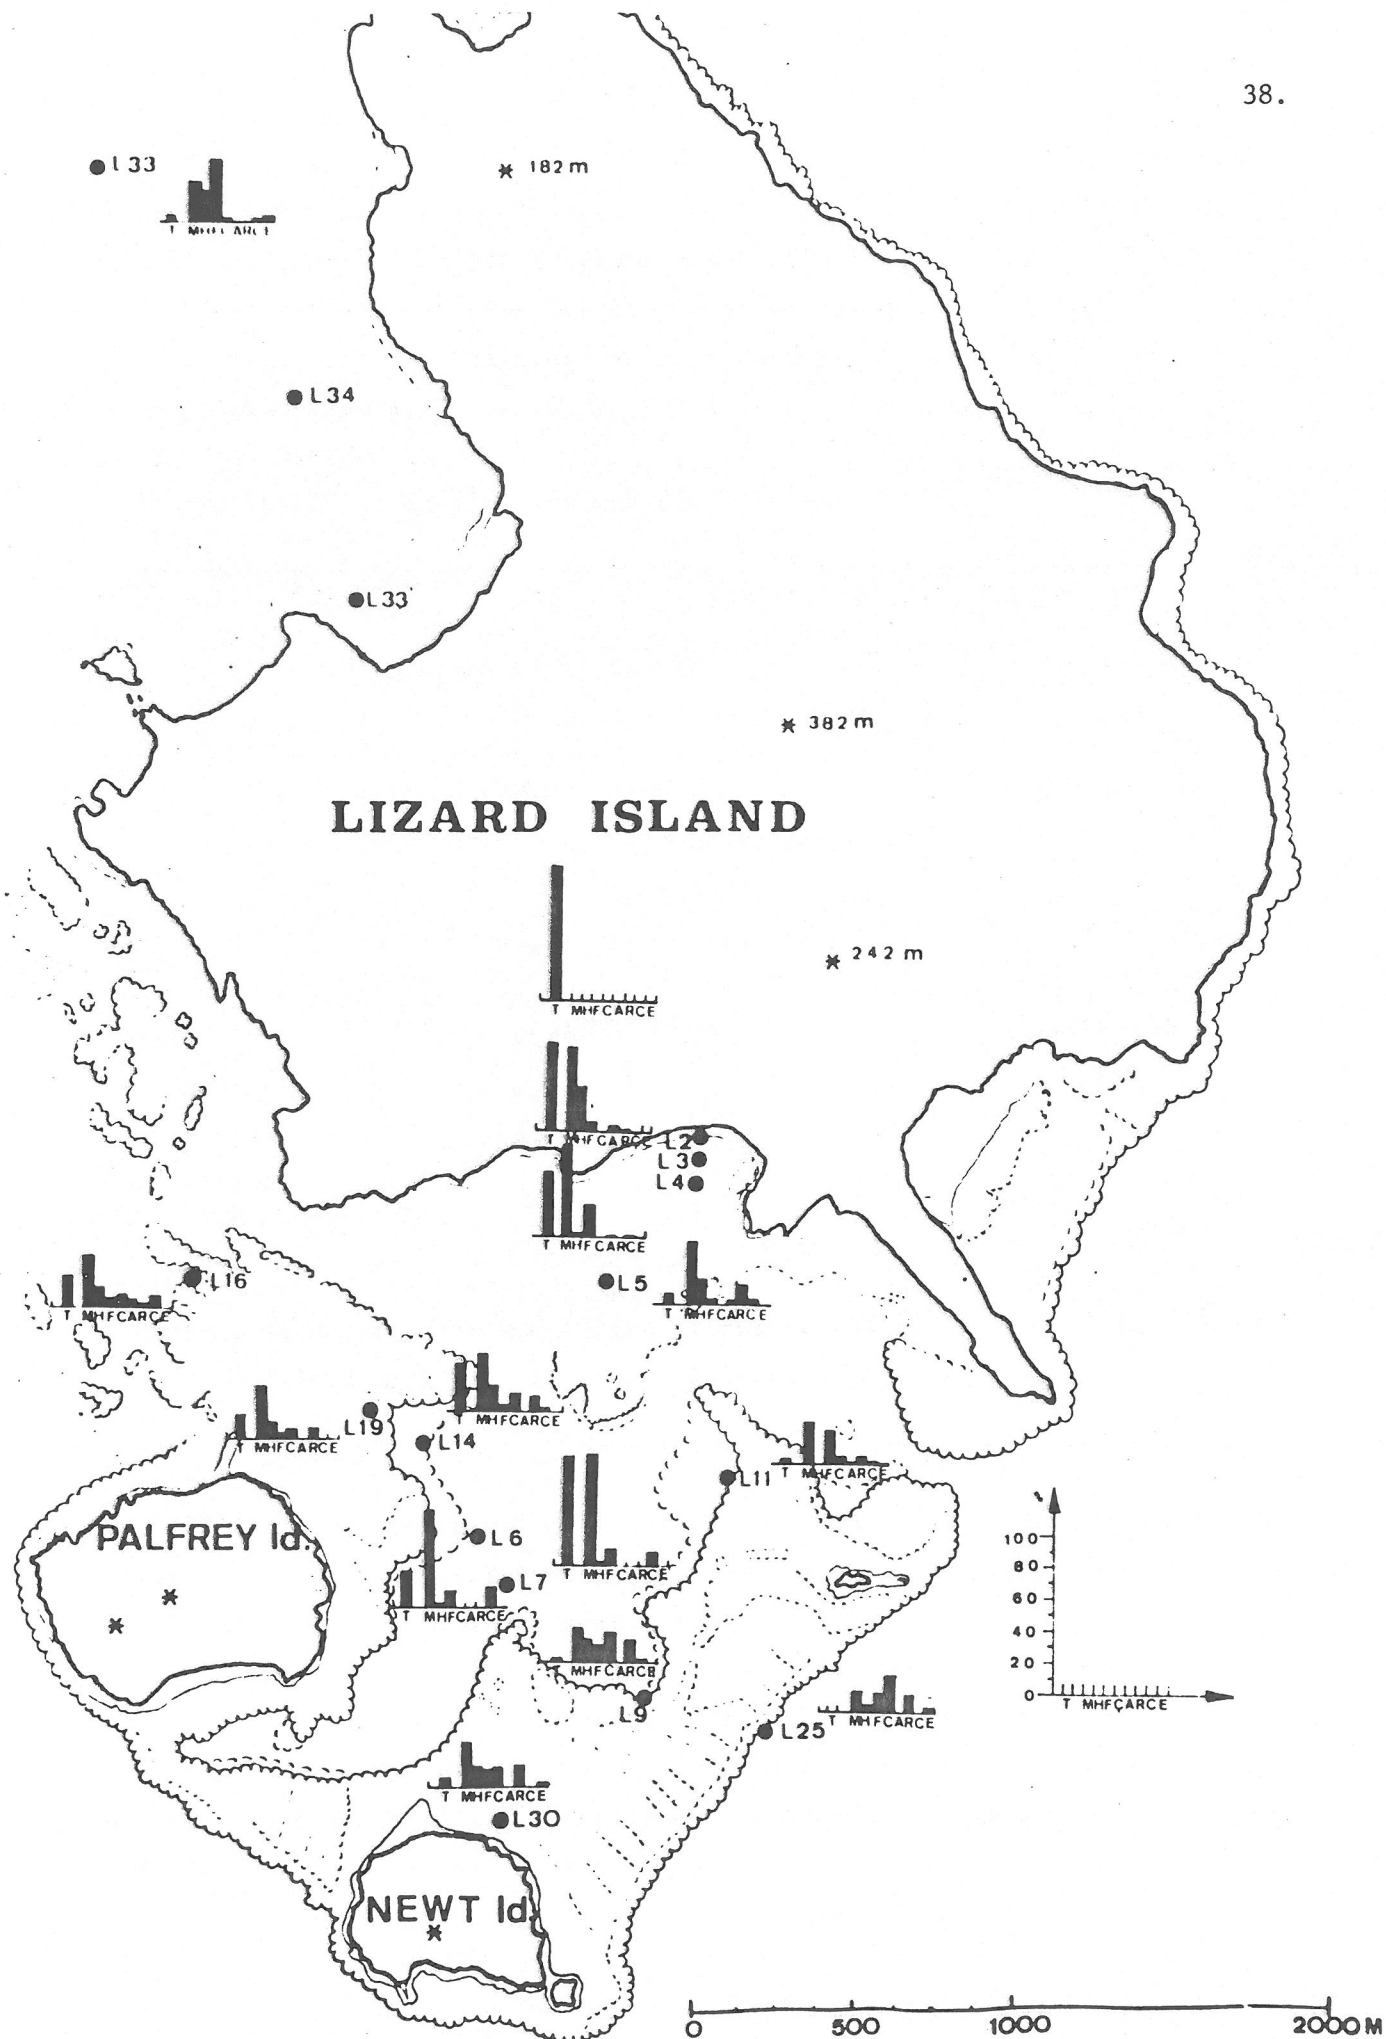 38.
L33
182 m
L34
L33
382 m
LIZARD ISLAND
242 m
T MHFCARCE
T MHFCARCE
L2
L3
L4
T MHFCARCE
L16
T MHFCARCE
L5
T MHFCARCE
T MHFCARCE
L19
T MHFCARCE
L14
T MHFCARCE
L11
PALFREY Id.
L6
T MHFCARCE
L7
T MHFCARCE
T MHFCARCE
L9
100
80
60
40
20
0
T MHFCARCE
T MHFCARCE
L25
T MHFCARCE
L30
NEWT Id.
0 500 1000 2000 M